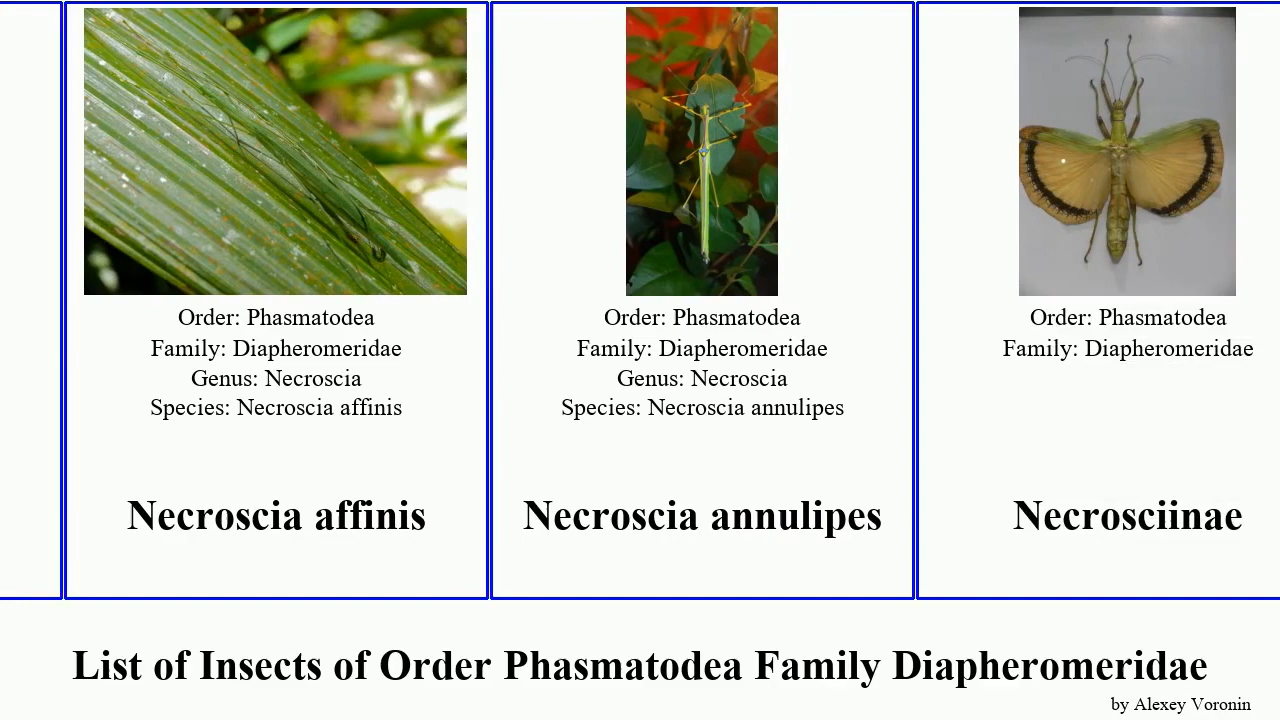 Order: Phasmatodea
Family: Diapheromeridae
Genus: Necroscia
Species: Necroscia affinis
Necroscia affinis
Order: Phasmatodea
Family: Diapheromeridae
Genus: Necroscia
Species: Necroscia annulipes
Necroscia annulipes
Order: Phasmatodea
Family: Diapheromeridae
Necrosciinae
List of Insects of Order Phasmatodea Family Diapheromeridae
by Alexey Voronin